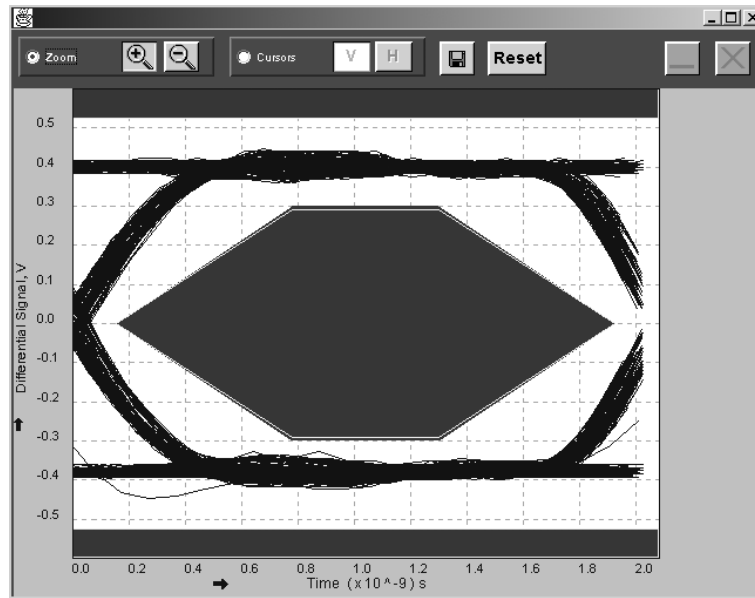 Zoom Cursors V H Reset
0.5
0.4
0.3
0.2
0.1
0.0
-0.1
-0.2
-0.3
-0.4
-0.5
Differential Signal, V
0.0 0.2 0.4 0.6 0.8 1.0 1.2 1.4 1.6 1.8 2.0
Time (x10^-9) s